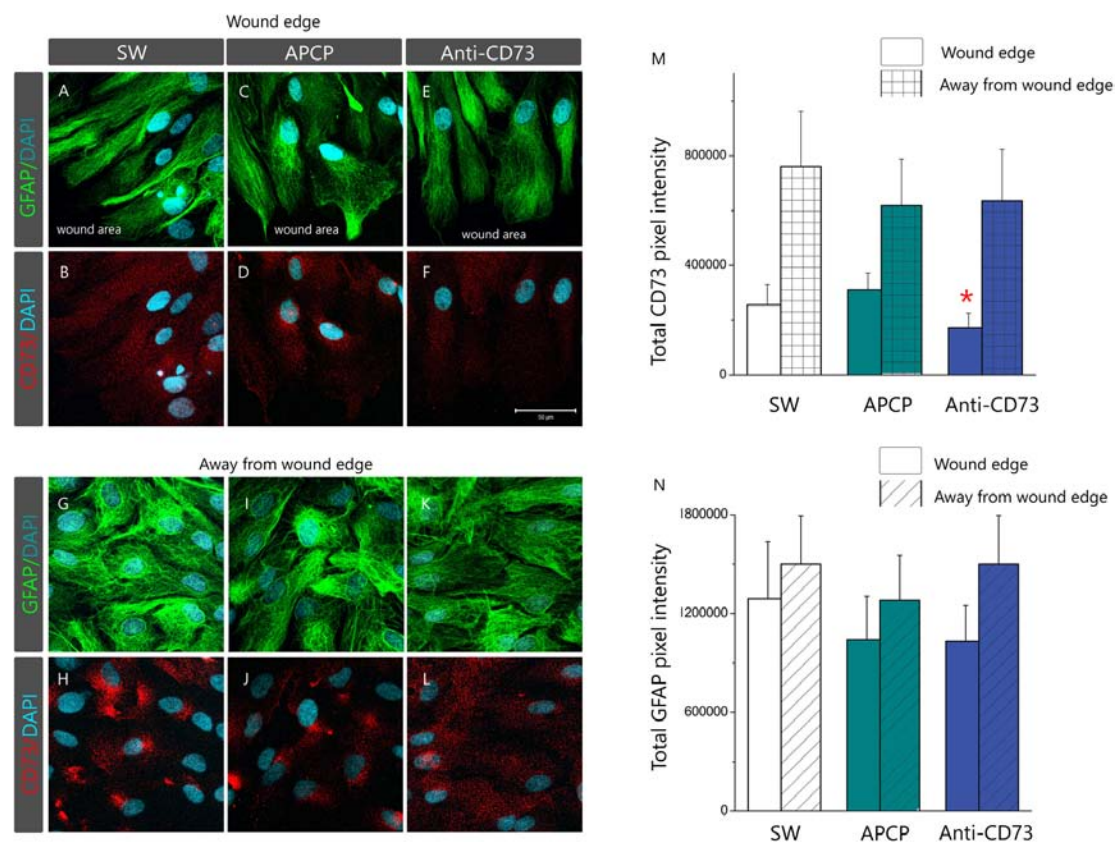 Wound edge
SW
APCP
Anti-CD73
GFAP/DAPI
A
C
E
wound area
wound area
wound area
CD73/DAPI
B
D
F
50 µm
Away from wound edge
GFAP/DAPI
G
I
K
CD73/DAPI
H
J
L
M
Wound edge
Away from wound edge
Total CD73 pixel intensity
800000
400000
0
*
SW
APCP
Anti-CD73
N
Wound edge
Away from wound edge
Total GFAP pixel intensity
1800000
1200000
600000
0
SW
APCP
Anti-CD73